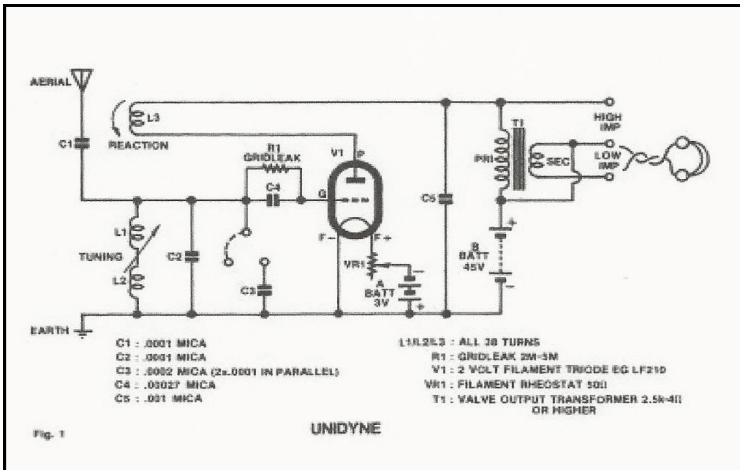 AERIAL
C1
L3
REACTION
R1
GRIDLEAK
C4
V1
P
G
F-
F+
VR1
A
BATT
3V
-
+
L1
TUNING
L2
C2
C3
C5
T1
PRI
SEC
HIGH
IMP
LOW
IMP
B
BATT
45V
+
-
EARTH
C1 : .0001 MICA
C2 : .0001 MICA
C3 : .0002 MICA (2x.0001 IN PARALLEL)
C4 : .00027 MICA
C5 : .001 MICA
L1/L2/L3 : ALL 38 TURNS
R1 : GRIDLEAK 2M-5M
V1 : 2 VOLT FILAMENT TRIODE EG LF210
VR1 : FILAMENT RHEOSTAT 50Ω
T1 : VALVE OUTPUT TRANSFORMER 2.5k-4Ω
OR HIGHER
Fig. 1
UNIDYNE